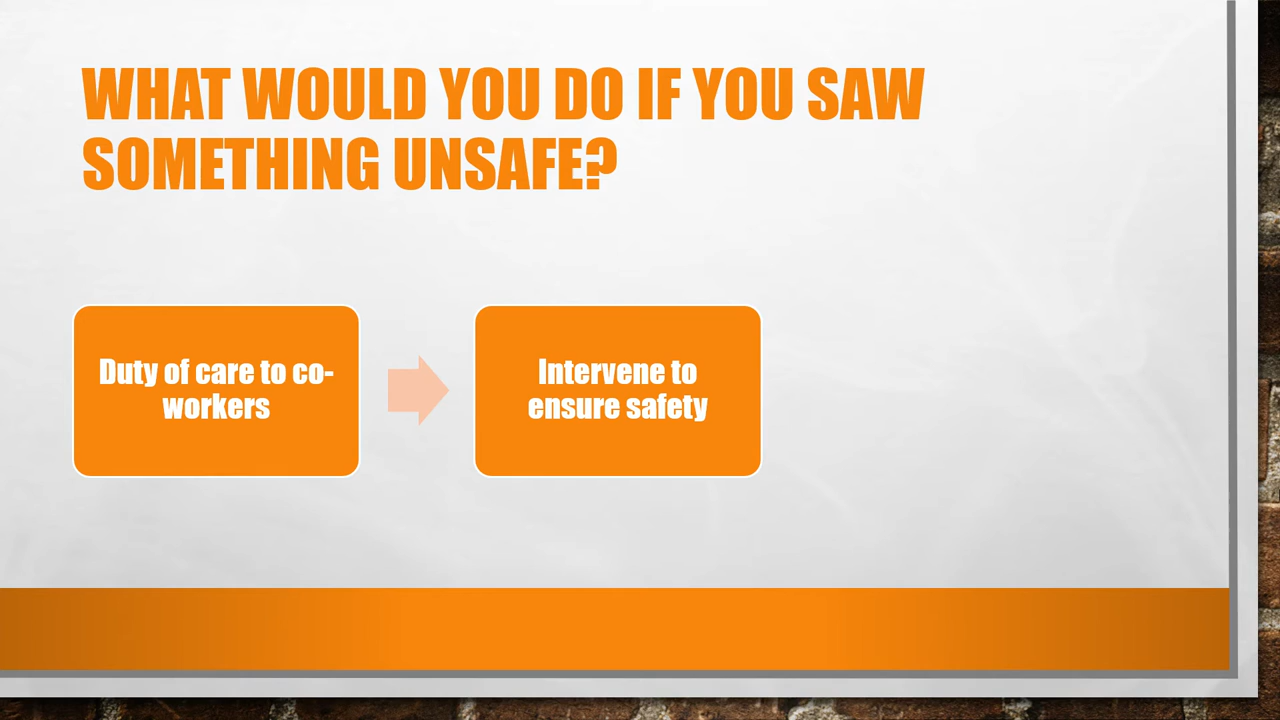 WHAT WOULD YOU DO IF YOU SAW
SOMETHING UNSAFE?
Duty of care to co-
workers
Intervene to
ensure safety